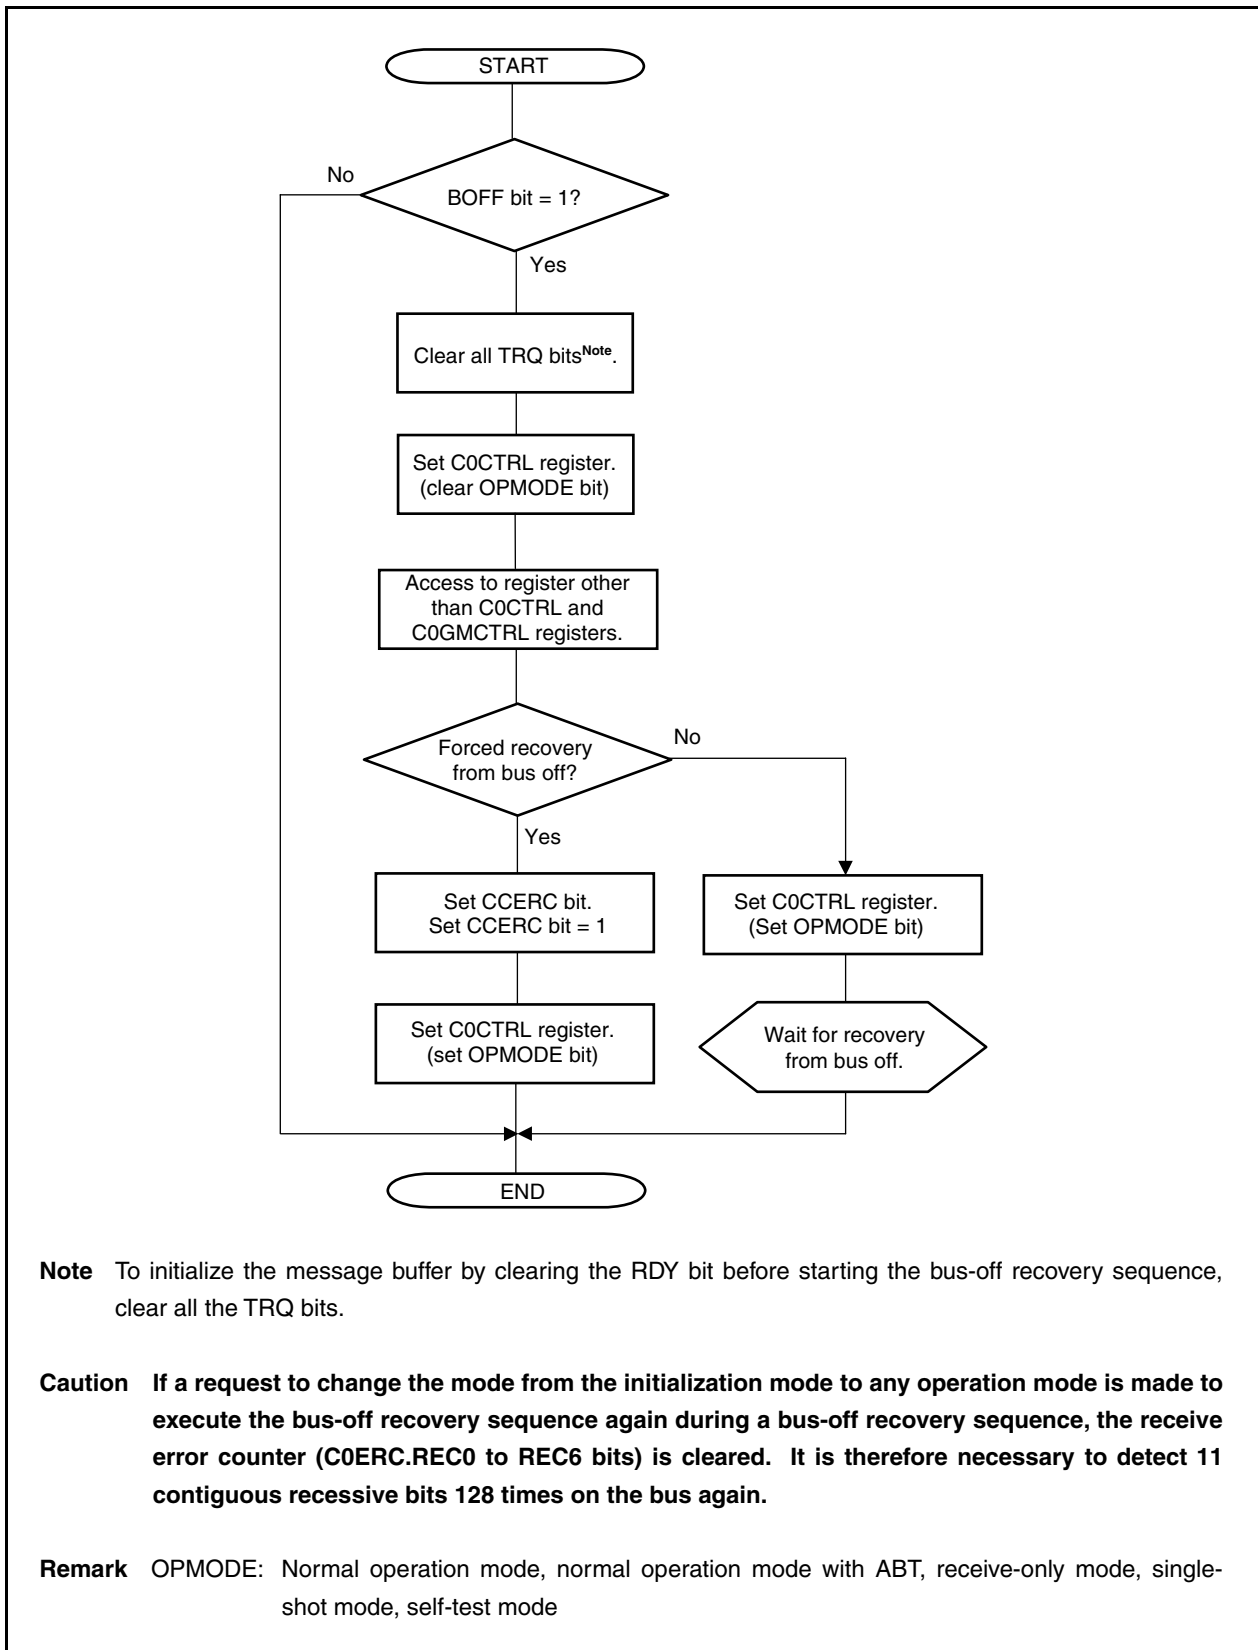 START
No
BOFF bit = 1?
Yes
Clear all TRQ bitsNote.
Set C0CTRL register.
(clear OPMODE bit)
Access to register other
than C0CTRL and
C0GMCTRL registers.
Forced recovery
from bus off?
No
Yes
Set CCERC bit.
Set CCERC bit = 1
Set C0CTRL register.
(Set OPMODE bit)
Set C0CTRL register.
(set OPMODE bit)
Wait for recovery
from bus off.
END
Note To initialize the message buffer by clearing the RDY bit before starting the bus-off recovery sequence,
clear all the TRQ bits.
Caution If a request to change the mode from the initialization mode to any operation mode is made to
execute the bus-off recovery sequence again during a bus-off recovery sequence, the receive
error counter (C0ERC.REC0 to REC6 bits) is cleared. It is therefore necessary to detect 11
contiguous recessive bits 128 times on the bus again.
Remark OPMODE: Normal operation mode, normal operation mode with ABT, receive-only mode, single-
shot mode, self-test mode